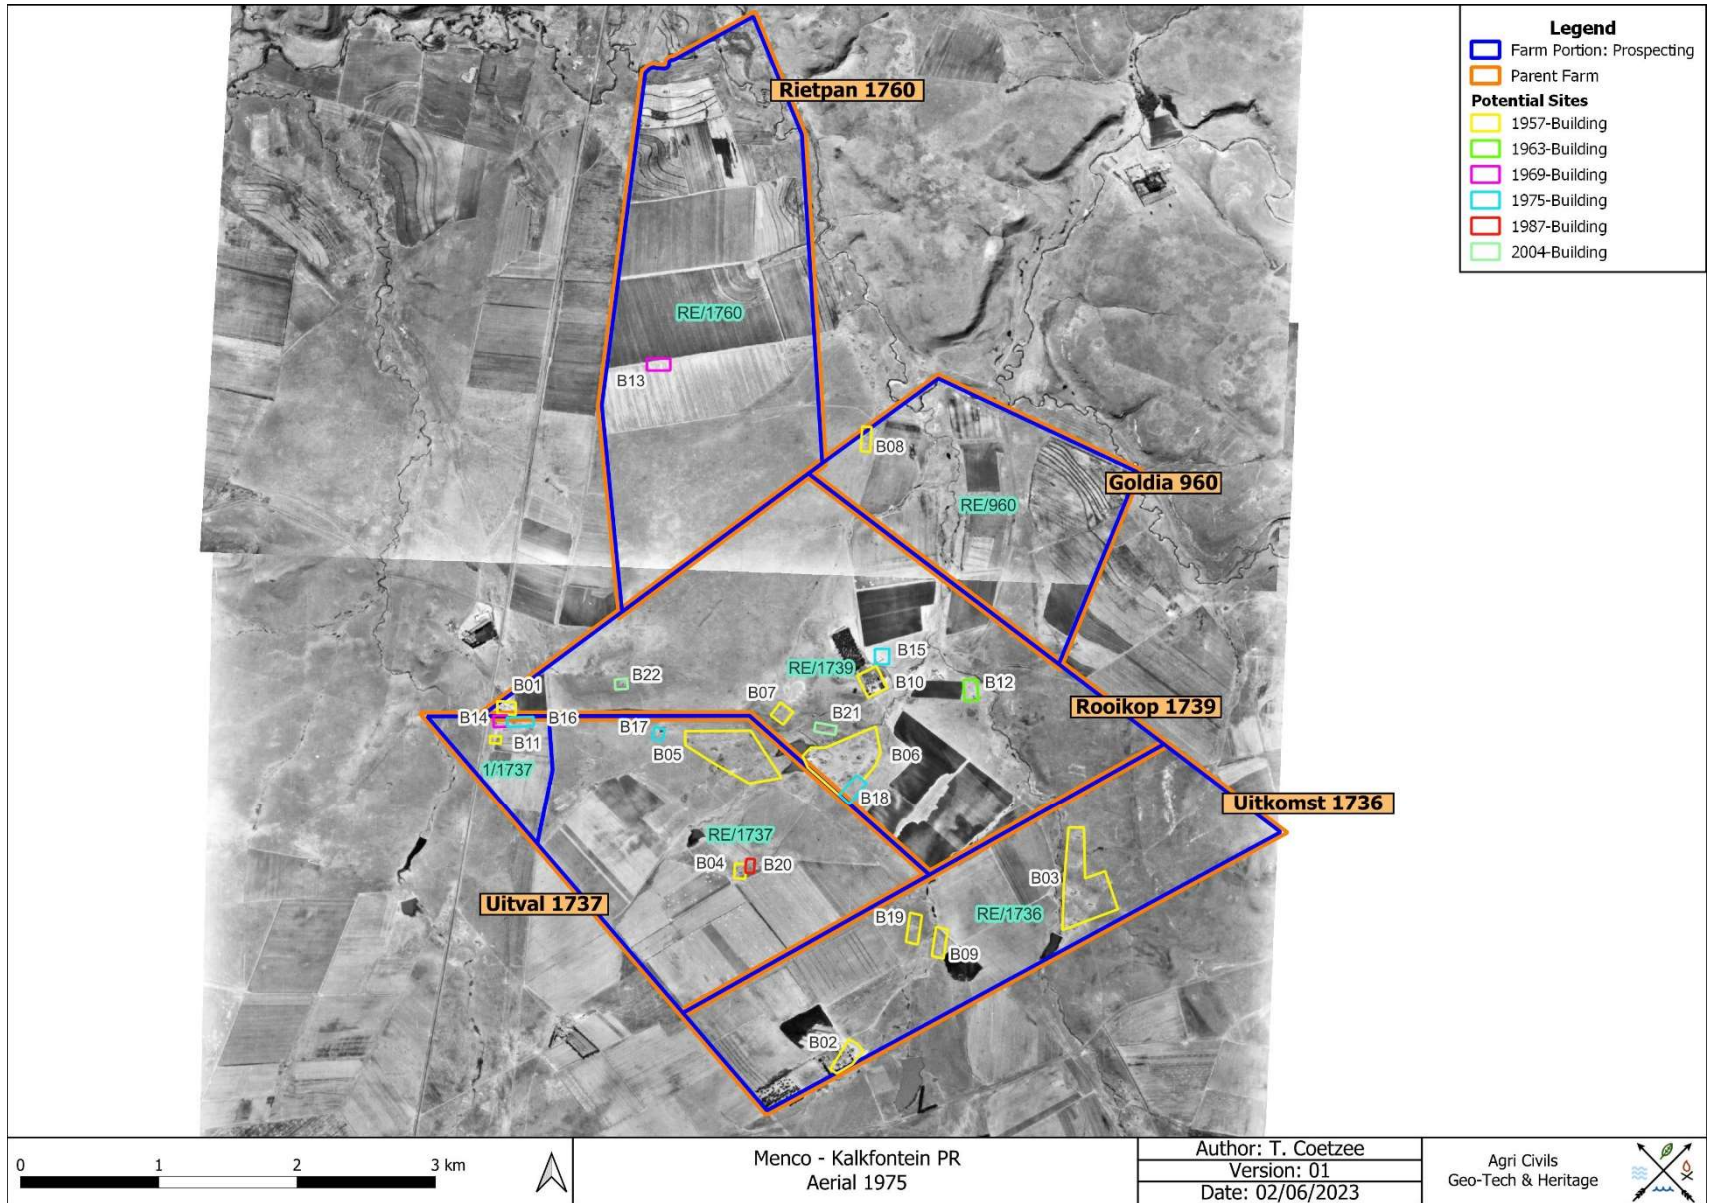 Legend
Farm Portion: Prospecting
Parent Farm
Potential Sites
1957-Building
1963-Building
1969-Building
1975-Building
1987-Building
2004-Building
Rietpan 1760
RE/1760
B13
B08
Goldia 960
RE/960
B15
RE/1739
B10
B12
B22
B01
B07
Rooikop 1739
B14
B16
B21
B17
B11
B05
B06
1/1737
B18
Uitkomst 1736
RE/1737
B04
B20
B03
Uitval 1737
B19
RE/1736
B09
B02
0 1 2 3 km
Menco - Kalkfontein PR
Aerial 1975
Author: T. Coetzee
Version: 01
Date: 02/06/2023
Agri Civils
Geo-Tech & Heritage